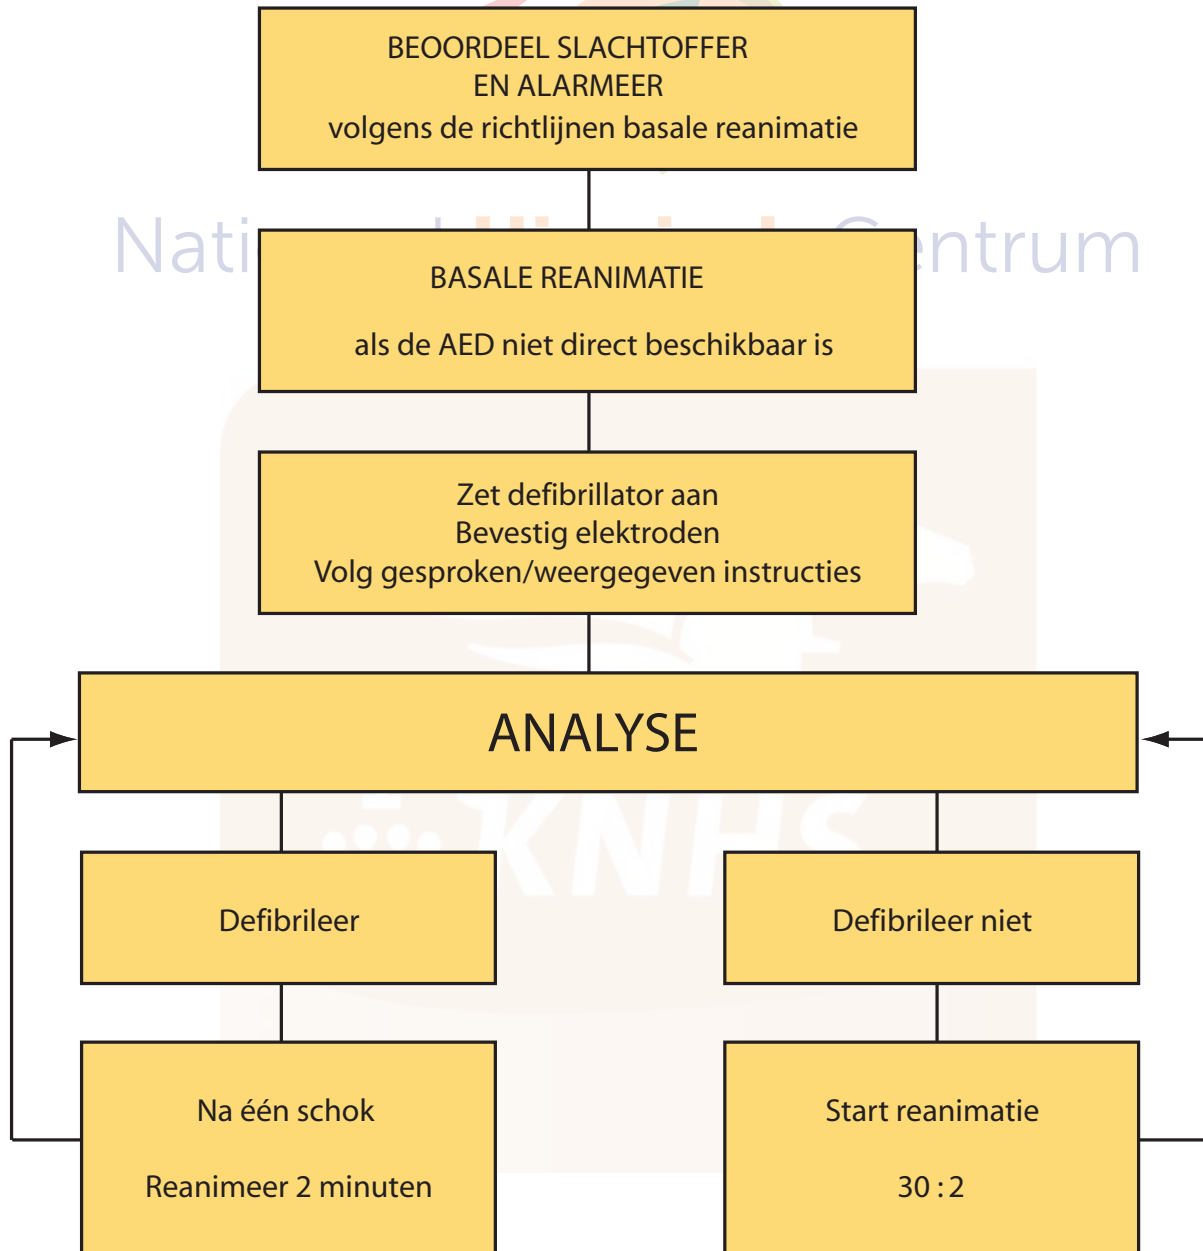 BEOORDEEL SLACHTOFFER
EN ALARMEER
volgens de richtlijnen basale reanimatie
BASALE REANIMATIE
als de AED niet direct beschikbaar is
Zet defibrillator aan
Bevestig elektroden
Volg gesproken/weergegeven instructies
ANALYSE
KNHS
Defibrileer
Defibrileer niet
Na één schok
Reanimeer 2 minuten
Start reanimatie
30 : 2